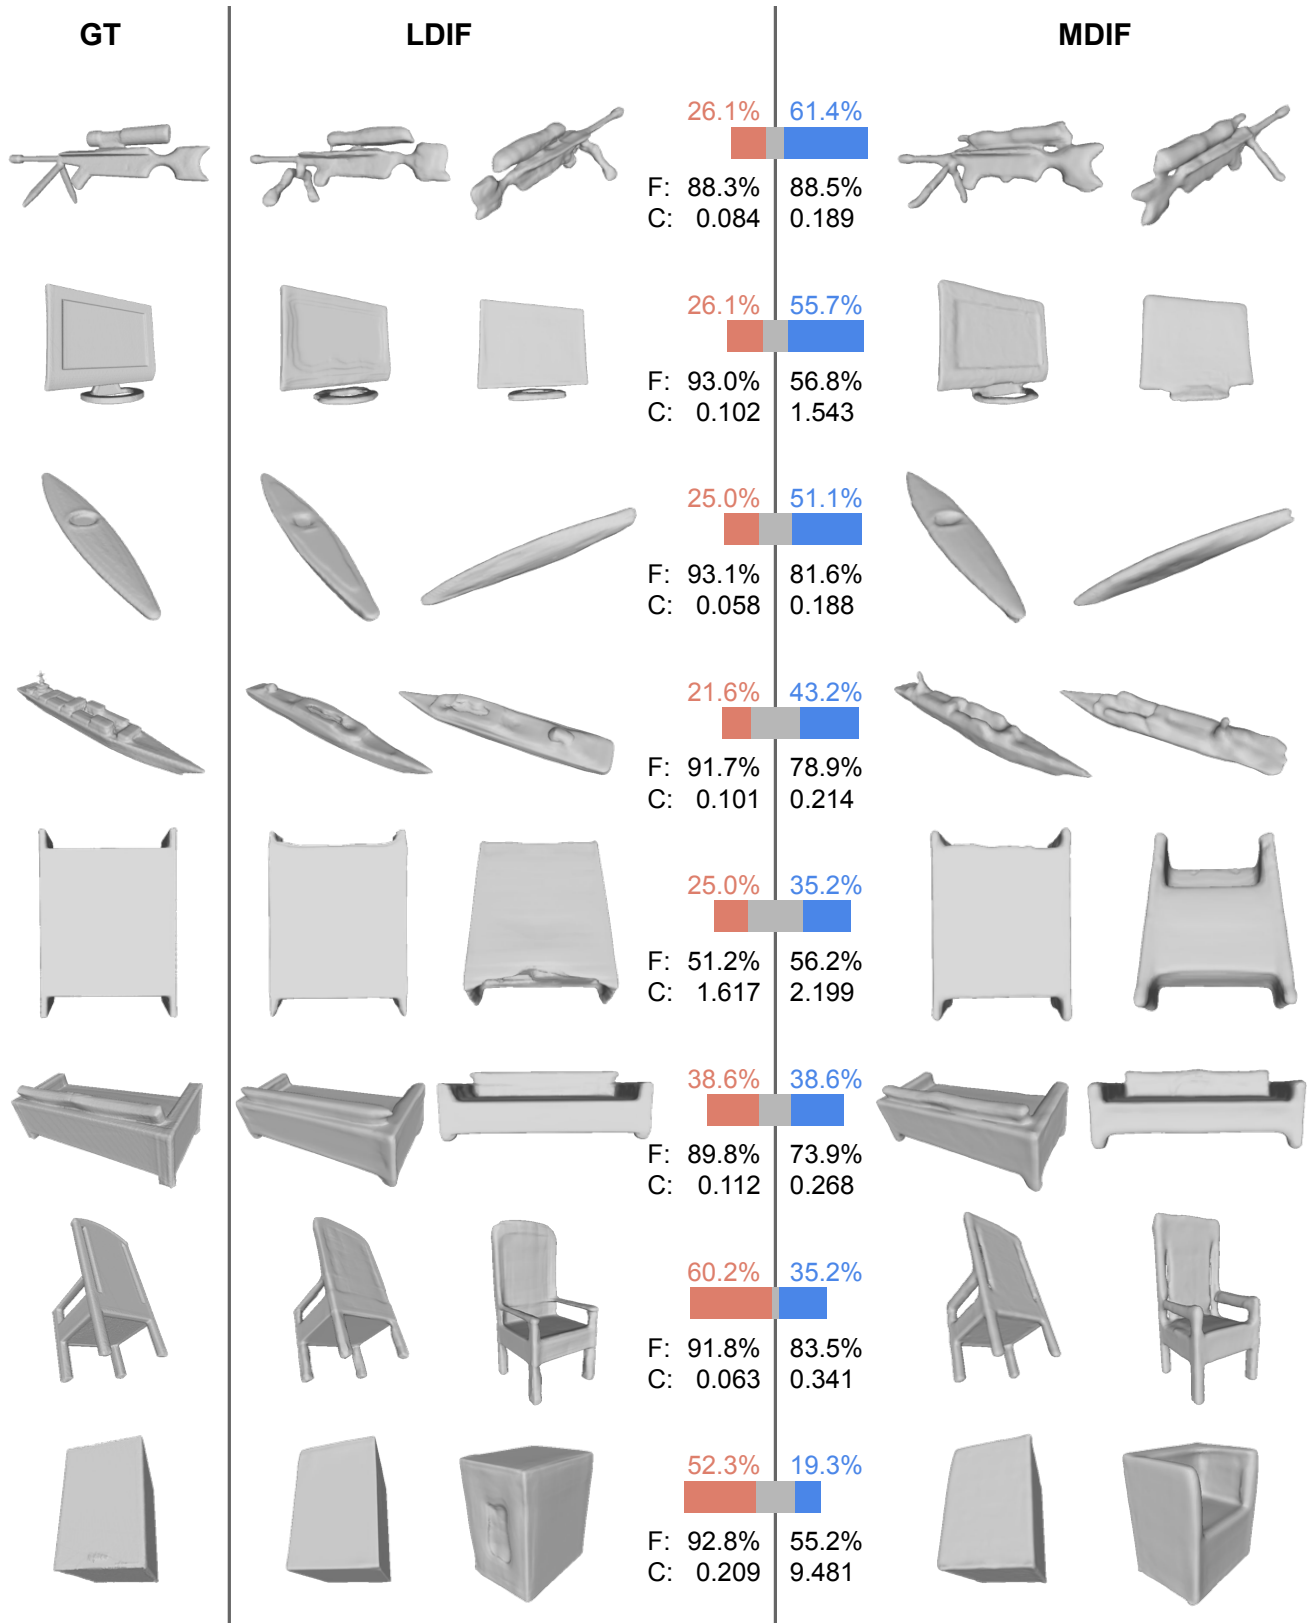 GT LDIF MDIF
26.1% 61.4%
F: 88.3% 88.5%
C: 0.084 0.189
26.1% 55.7%
F: 93.0% 56.8%
C: 0.102 1.543
25.0% 51.1%
F: 93.1% 81.6%
C: 0.058 0.188
21.6% 43.2%
F: 91.7% 78.9%
C: 0.101 0.214
25.0% 35.2%
F: 51.2% 56.2%
C: 1.617 2.199
38.6% 38.6%
F: 89.8% 73.9%
C: 0.112 0.268
60.2% 35.2%
F: 91.8% 83.5%
C: 0.063 0.341
52.3% 19.3%
F: 92.8% 55.2%
C: 0.209 9.481